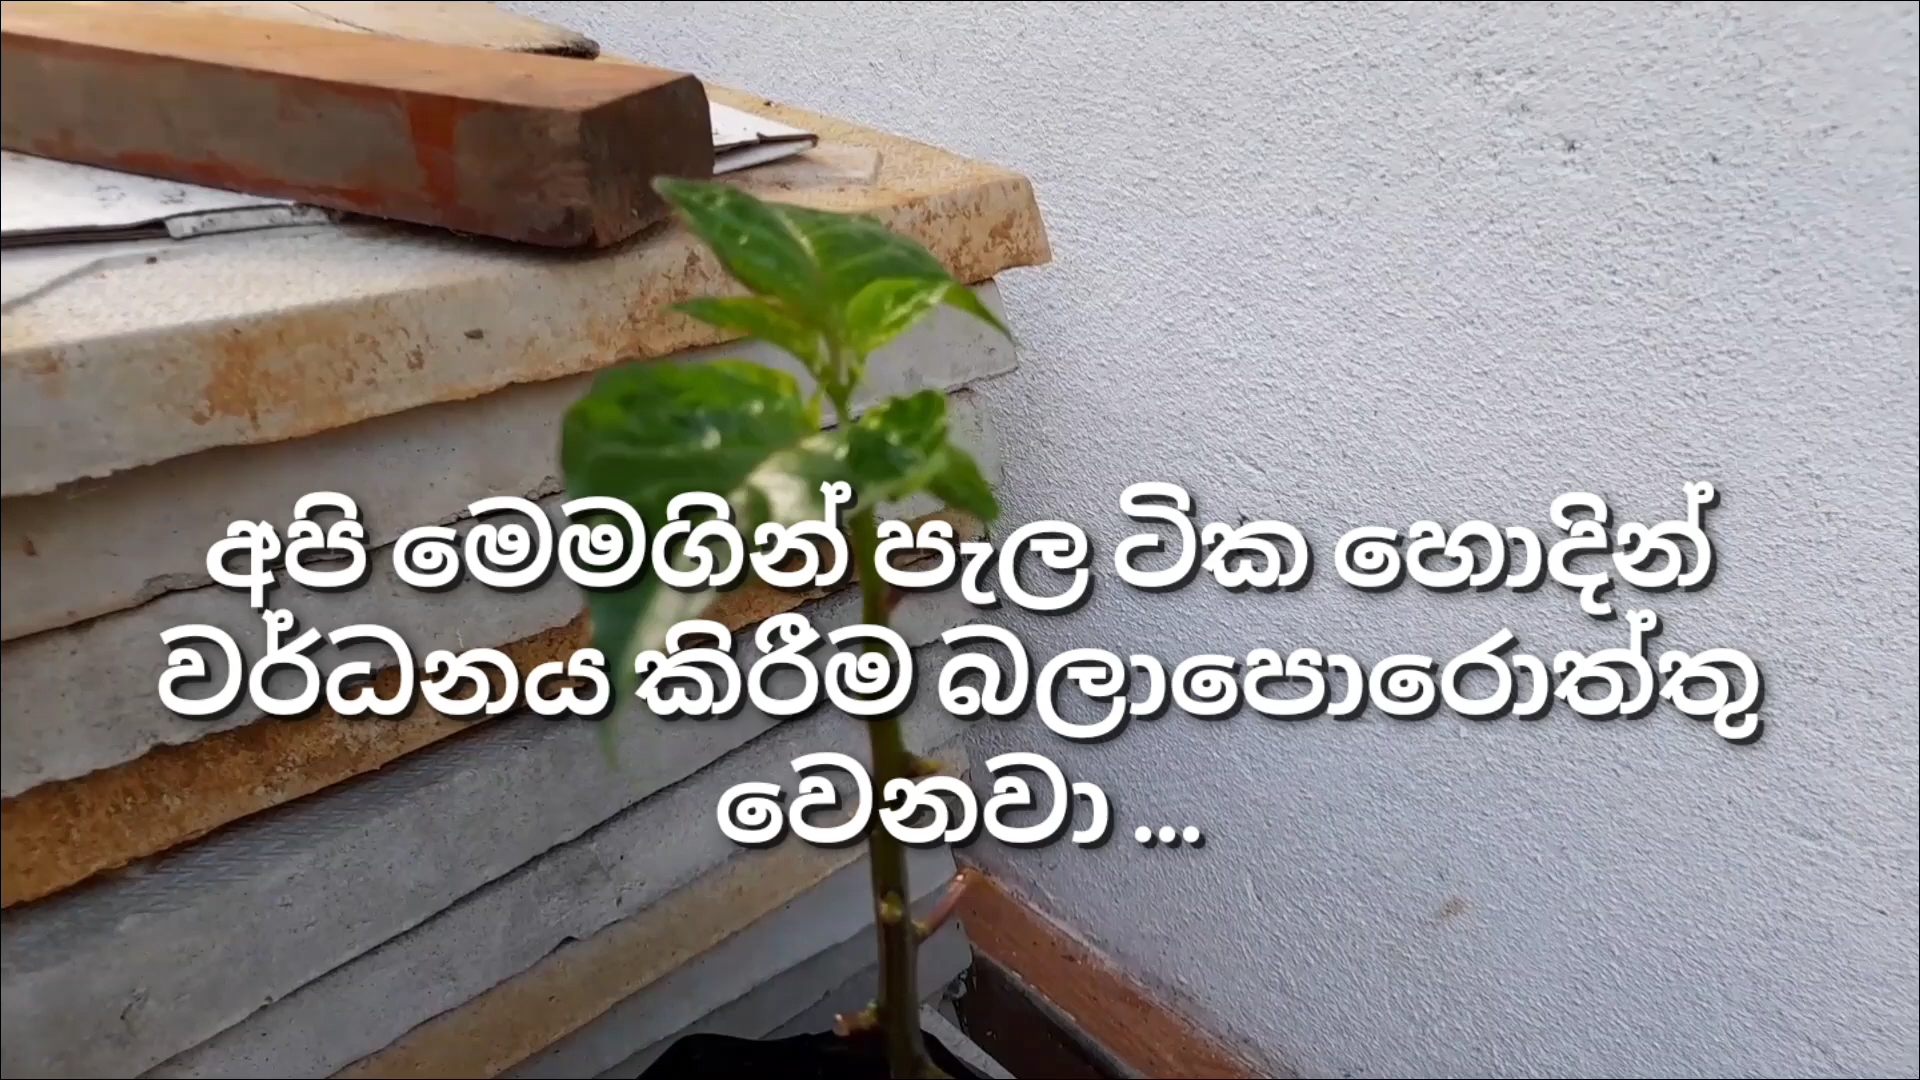 අපි මෙමගින් පැල ටික හොදින්
වර්ධනය කිරීම බලාපොරොත්තු
වෙනවා ...